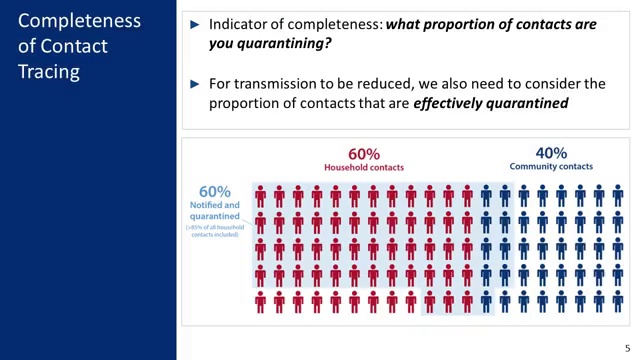 Completeness
of Contact
Tracing
► Indicator of completeness: what proportion of contacts are
you quarantining?
► For transmission to be reduced, we also need to consider the
proportion of contacts that are effectively quarantined
60%
Household contacts
40%
Community contacts
60%
Notified and
quarantined
(>85% of all household
contacts included)
5